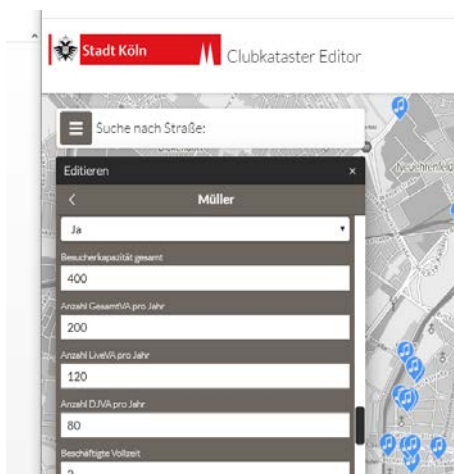 Stadt Köln
Clubkataster Editor
Suche nach Straße:
Neuehrenfeld
Editieren ×
< Müller
Ja
Besucherkapazität gesamt
400
Anzahl GesamtVA pro Jahr
200
Anzahl LiveVA pro Jahr
120
Anzahl DJVA pro Jahr
80
Beschäftigte Vollzeit